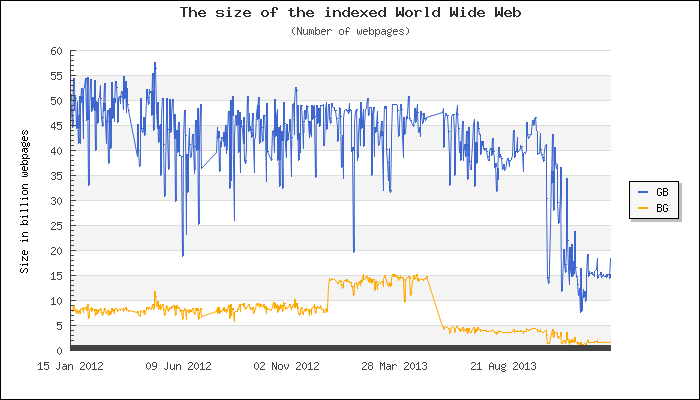 The size of the indexed World Wide Web
(Number of webpages)
Size in billion webpages
60
55
50
45
40
35
30
25
20
15
10
5
0
15 Jan 2012
09 Jun 2012
02 Nov 2012
28 Mar 2013
21 Aug 2013
GB
BG